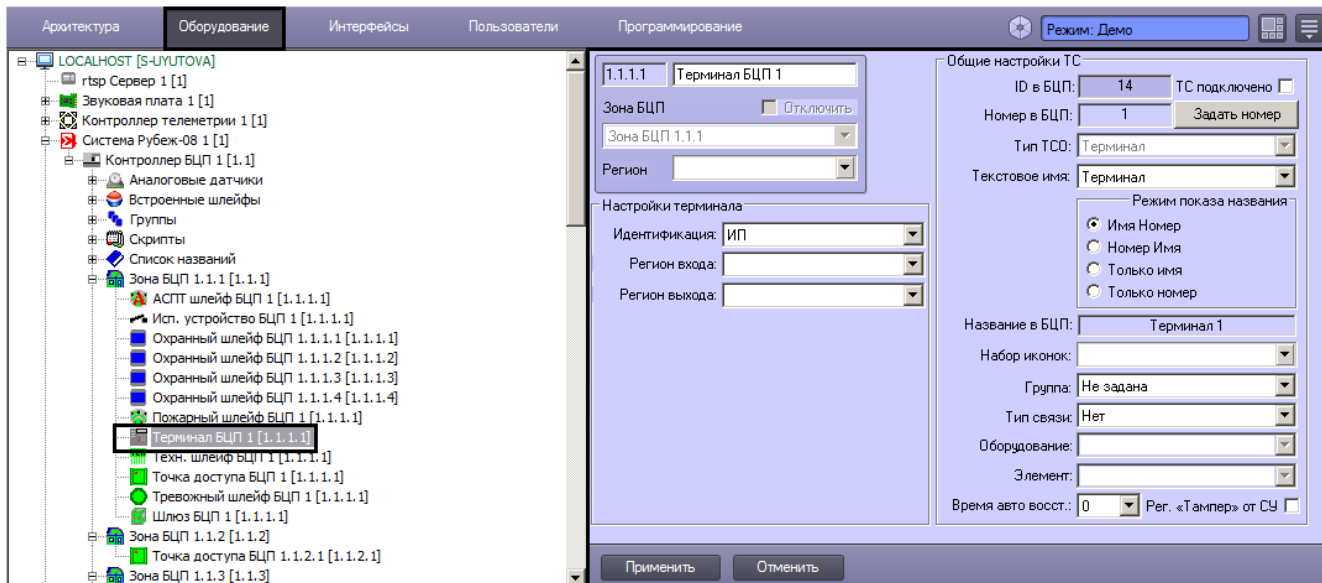 Архитектура Оборудование Интерфейсы Пользователи Программирование Режим: Демо
LOCALHOST [S-UYUTOVA]
rtsp Сервер 1 [1]
Звуковая плата 1 [1]
Контроллер телеметрии 1 [1]
Система Рубеж-08 1 [1]
Контроллер БЦП 1 [1.1]
Аналоговые датчики
Встроенные шлейфы
Группы
Скрипты
Список названий
Зона БЦП 1.1.1 [1.1.1]
АСПТ шлейф БЦП 1 [1.1.1.1]
Исп. устройство БЦП 1 [1.1.1.1]
Охранный шлейф БЦП 1.1.1.1 [1.1.1.1]
Охранный шлейф БЦП 1.1.1.2 [1.1.1.2]
Охранный шлейф БЦП 1.1.1.3 [1.1.1.3]
Охранный шлейф БЦП 1.1.1.4 [1.1.1.4]
Пожарный шлейф БЦП 1 [1.1.1.1]
Терминал БЦП 1 [1.1.1.1]
Техн. шлейф БЦП 1 [1.1.1.1]
Точка доступа БЦП 1 [1.1.1.1]
Тревожный шлейф БЦП 1 [1.1.1.1]
Шлюз БЦП 1 [1.1.1.1]
Зона БЦП 1.1.2 [1.1.2]
Точка доступа БЦП 1.1.2.1 [1.1.2.1]
Зона БЦП 1.1.3 [1.1.3]
1.1.1.1 Терминал БЦП 1
Зона БЦП Отключить
Зона БЦП 1.1.1
Регион
Настройки терминала
Идентификация: ИП
Регион входа:
Регион выхода:
Общие настройки ТС
ID в БЦП: 14 ТС подключено
Номер в БЦП: 1 Задать номер
Тип ТСО: Терминал
Текстовое имя: Терминал
Режим показа названия
Имя Номер
Номер Имя
Только имя
Только номер
Название в БЦП: Терминал 1
Набор иконок:
Группа: Не задана
Тип связи: Нет
Оборудование:
Элемент:
Время авто восст.: 0 Рег. «Тампер» от СУ
Применить Отменить